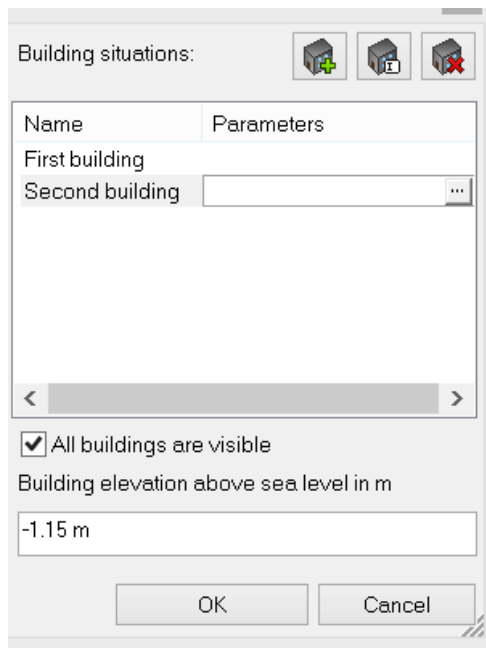 Building situations:
Name Parameters
First building
Second building ...
All buildings are visible
Building elevation above sea level in m
-1.15 m
OK Cancel